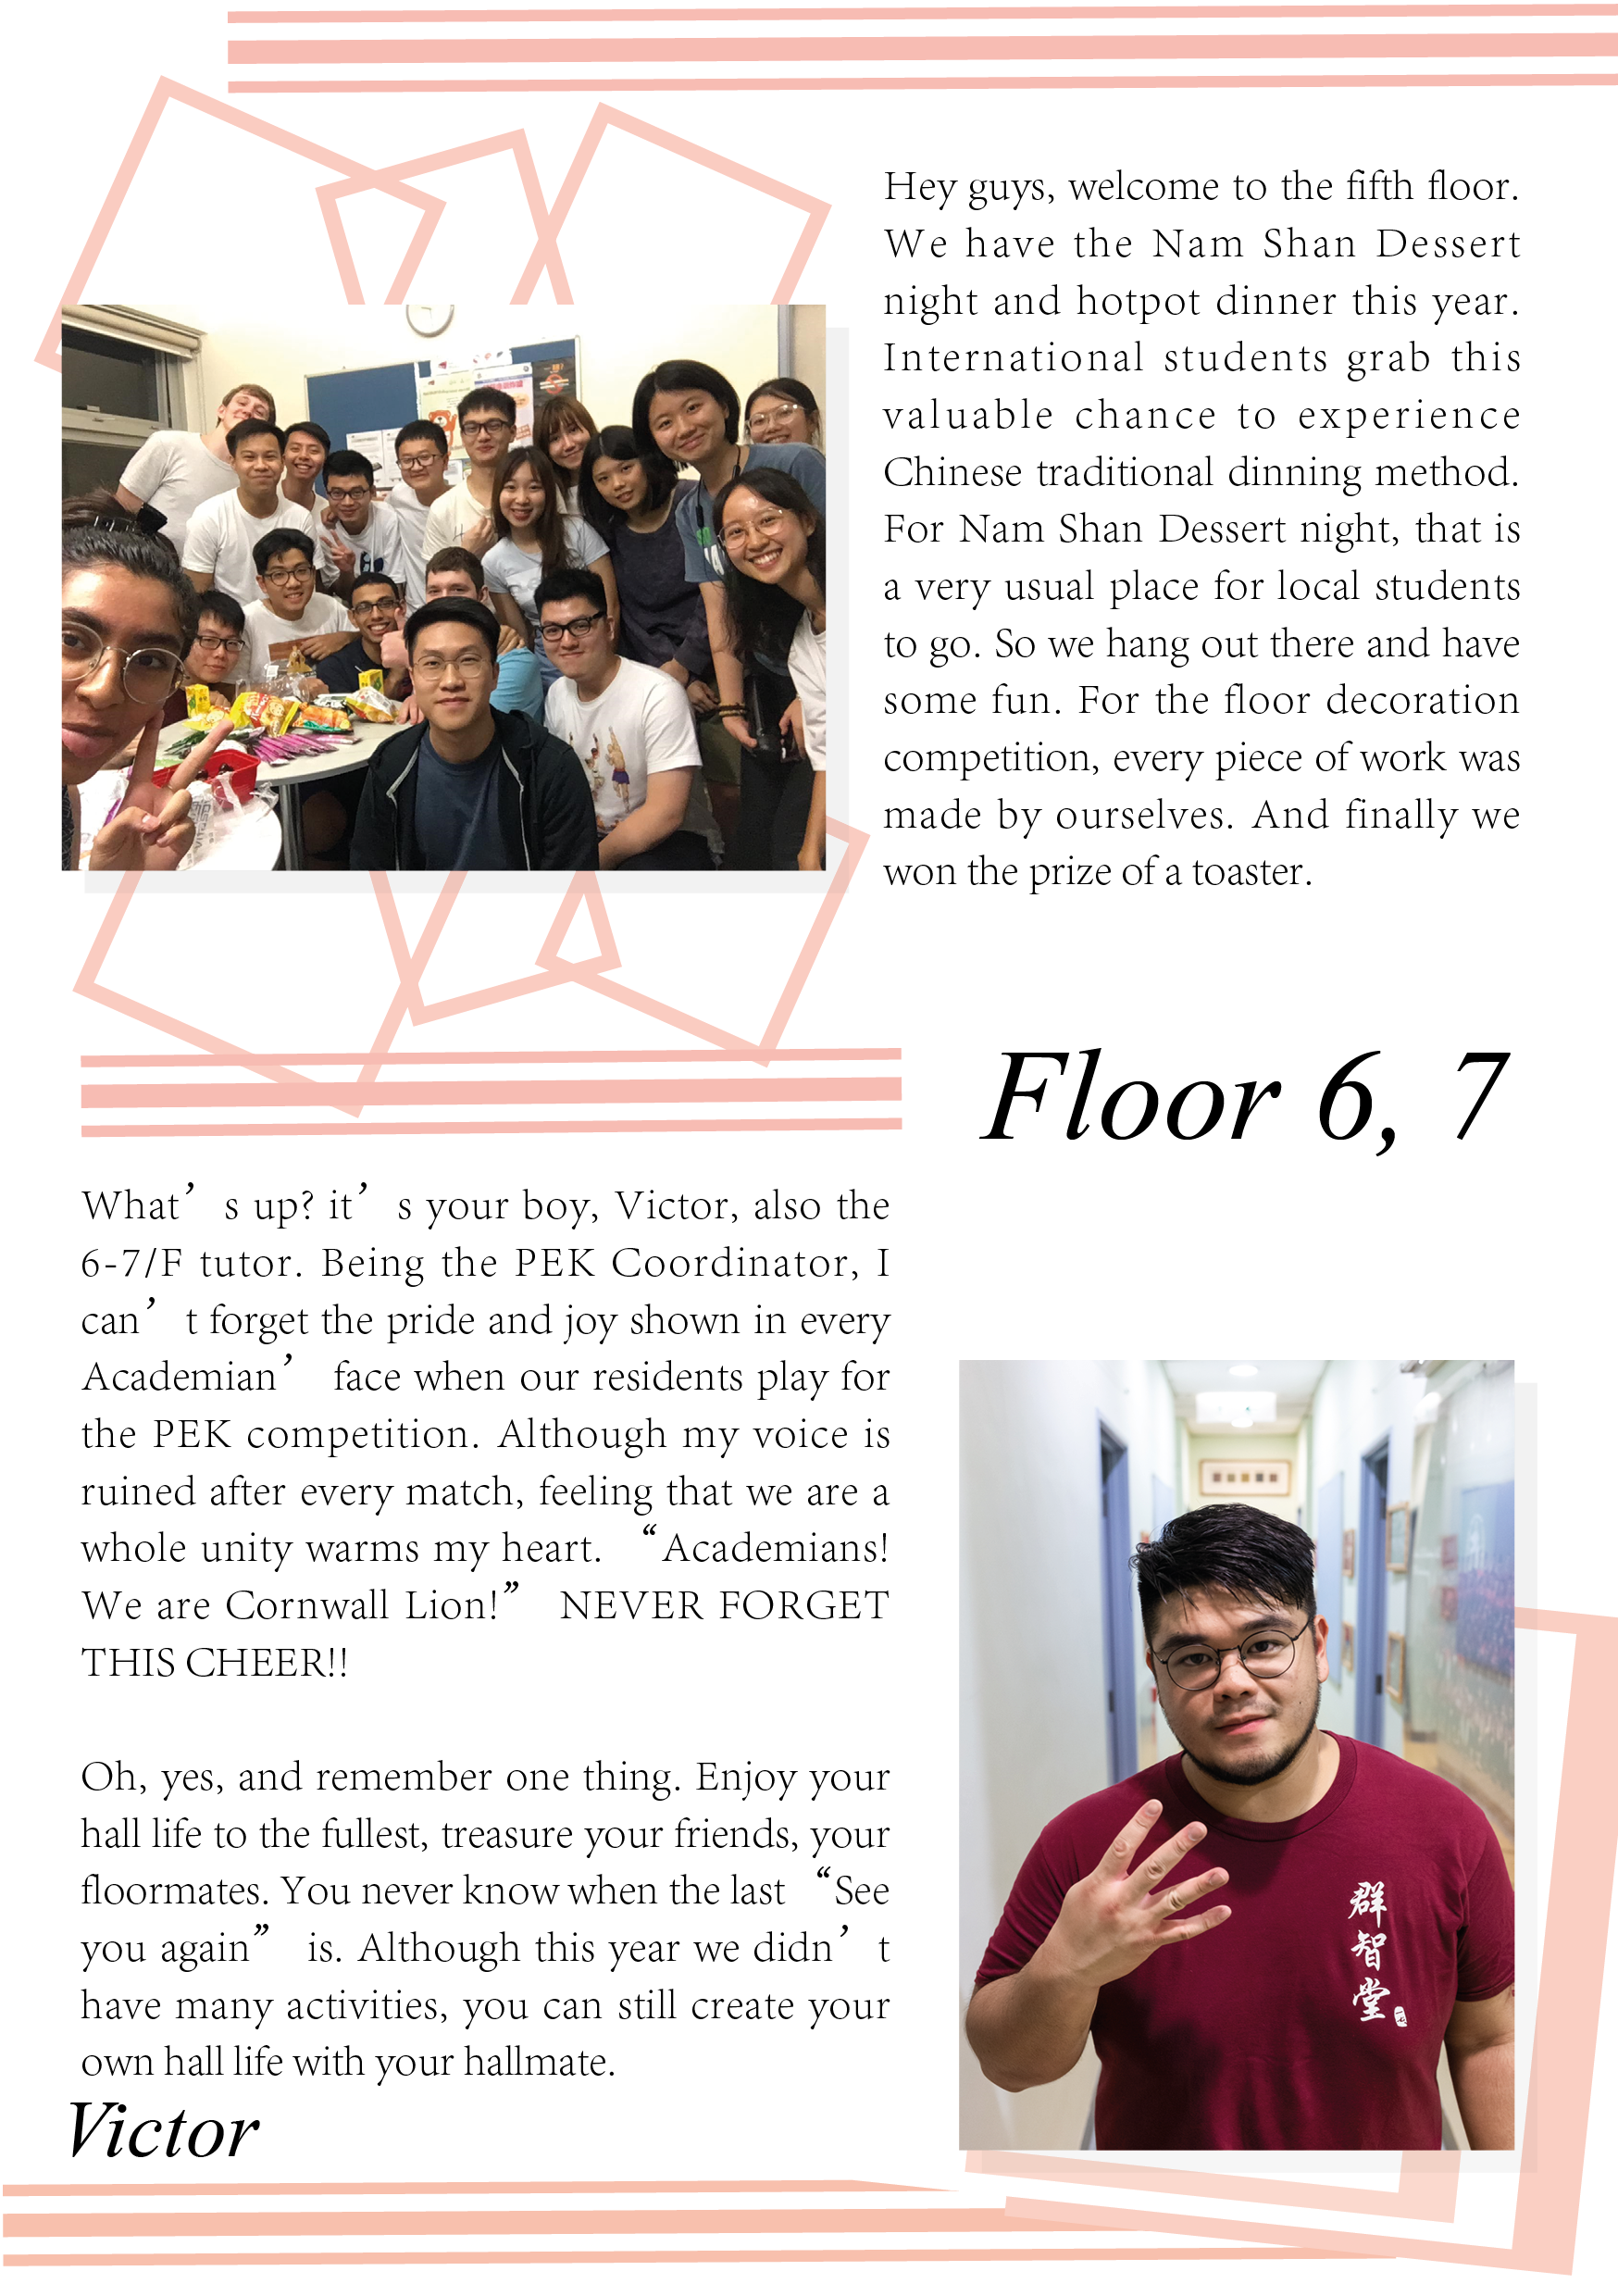 Hey guys, welcome to the fifth floor.
We have the Nam Shan Dessert
night and hotpot dinner this year.
International students grab this
valuable chance to experience
Chinese traditional dinning method.
For Nam Shan Dessert night, that is
a very usual place for local students
to go. So we hang out there and have
some fun. For the floor decoration
competition, every piece of work was
made by ourselves. And finally we
won the prize of a toaster.
Floor 6, 7
What’s up? it’s your boy, Victor, also the
6-7/F tutor. Being the PEK Coordinator, I
can’t forget the pride and joy shown in every
Academian’ face when our residents play for
the PEK competition. Although my voice is
ruined after every match, feeling that we are a
whole unity warms my heart. “Academians!
We are Cornwall Lion!” NEVER FORGET
THIS CHEER!!
Oh, yes, and remember one thing. Enjoy your
hall life to the fullest, treasure your friends, your
floormates. You never know when the last “See
you again” is. Although this year we didn’t
have many activities, you can still create your
own hall life with your hallmate.
Victor
群智堂